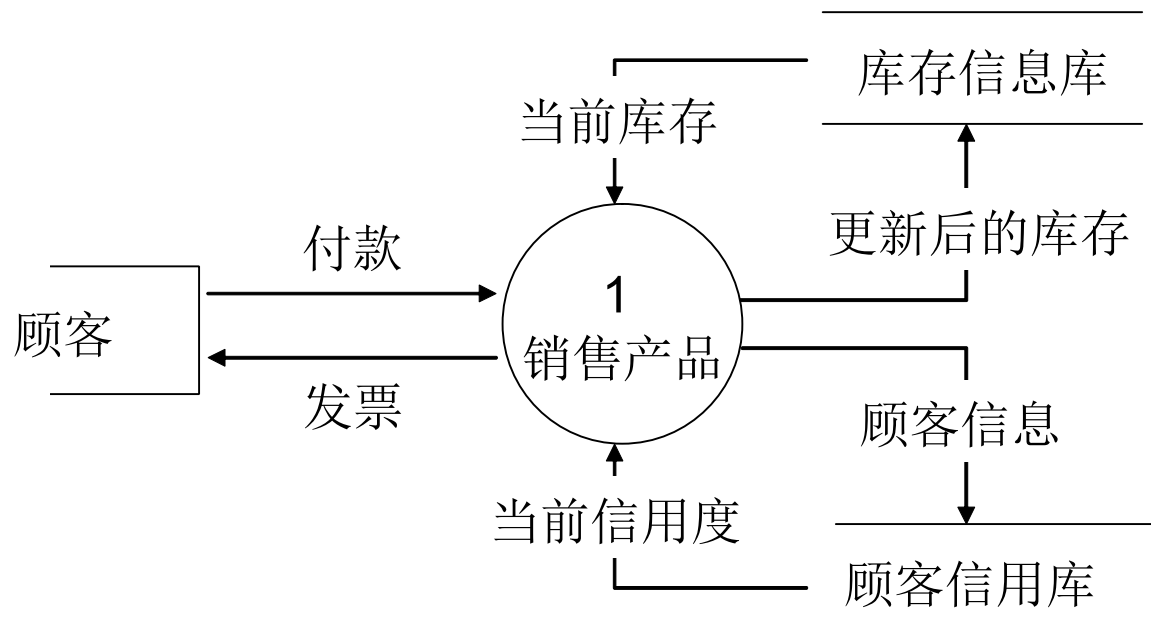 库存信息库
当前库存
更新后的库存
付款
1
顾客
销售产品
发票
顾客信息
当前信用度
顾客信用库